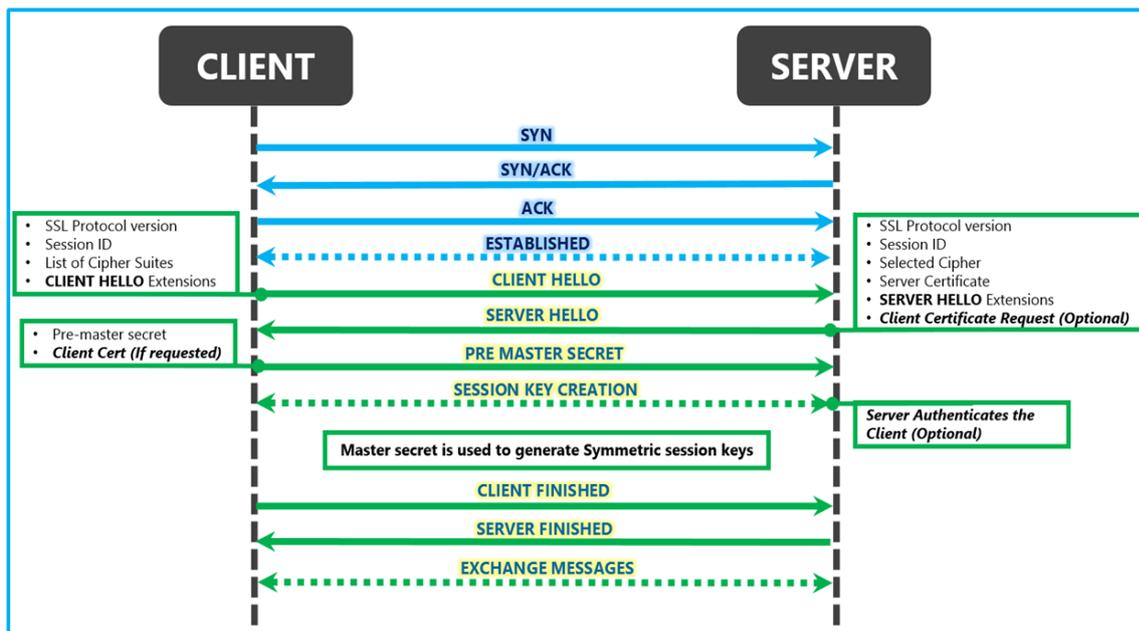 CLIENT
SERVER
SYN
SYN/ACK
ACK
ESTABLISHED
• SSL Protocol version
• Session ID
• List of Cipher Suites
• CLIENT HELLO Extensions
• SSL Protocol version
• Session ID
• Selected Cipher
• Server Certificate
• SERVER HELLO Extensions
• Client Certificate Request (Optional)
CLIENT HELLO
SERVER HELLO
• Pre-master secret
• Client Cert (If requested)
PRE MASTER SECRET
SESSION KEY CREATION
Server Authenticates the
Client (Optional)
Master secret is used to generate Symmetric session keys
CLIENT FINISHED
SERVER FINISHED
EXCHANGE MESSAGES